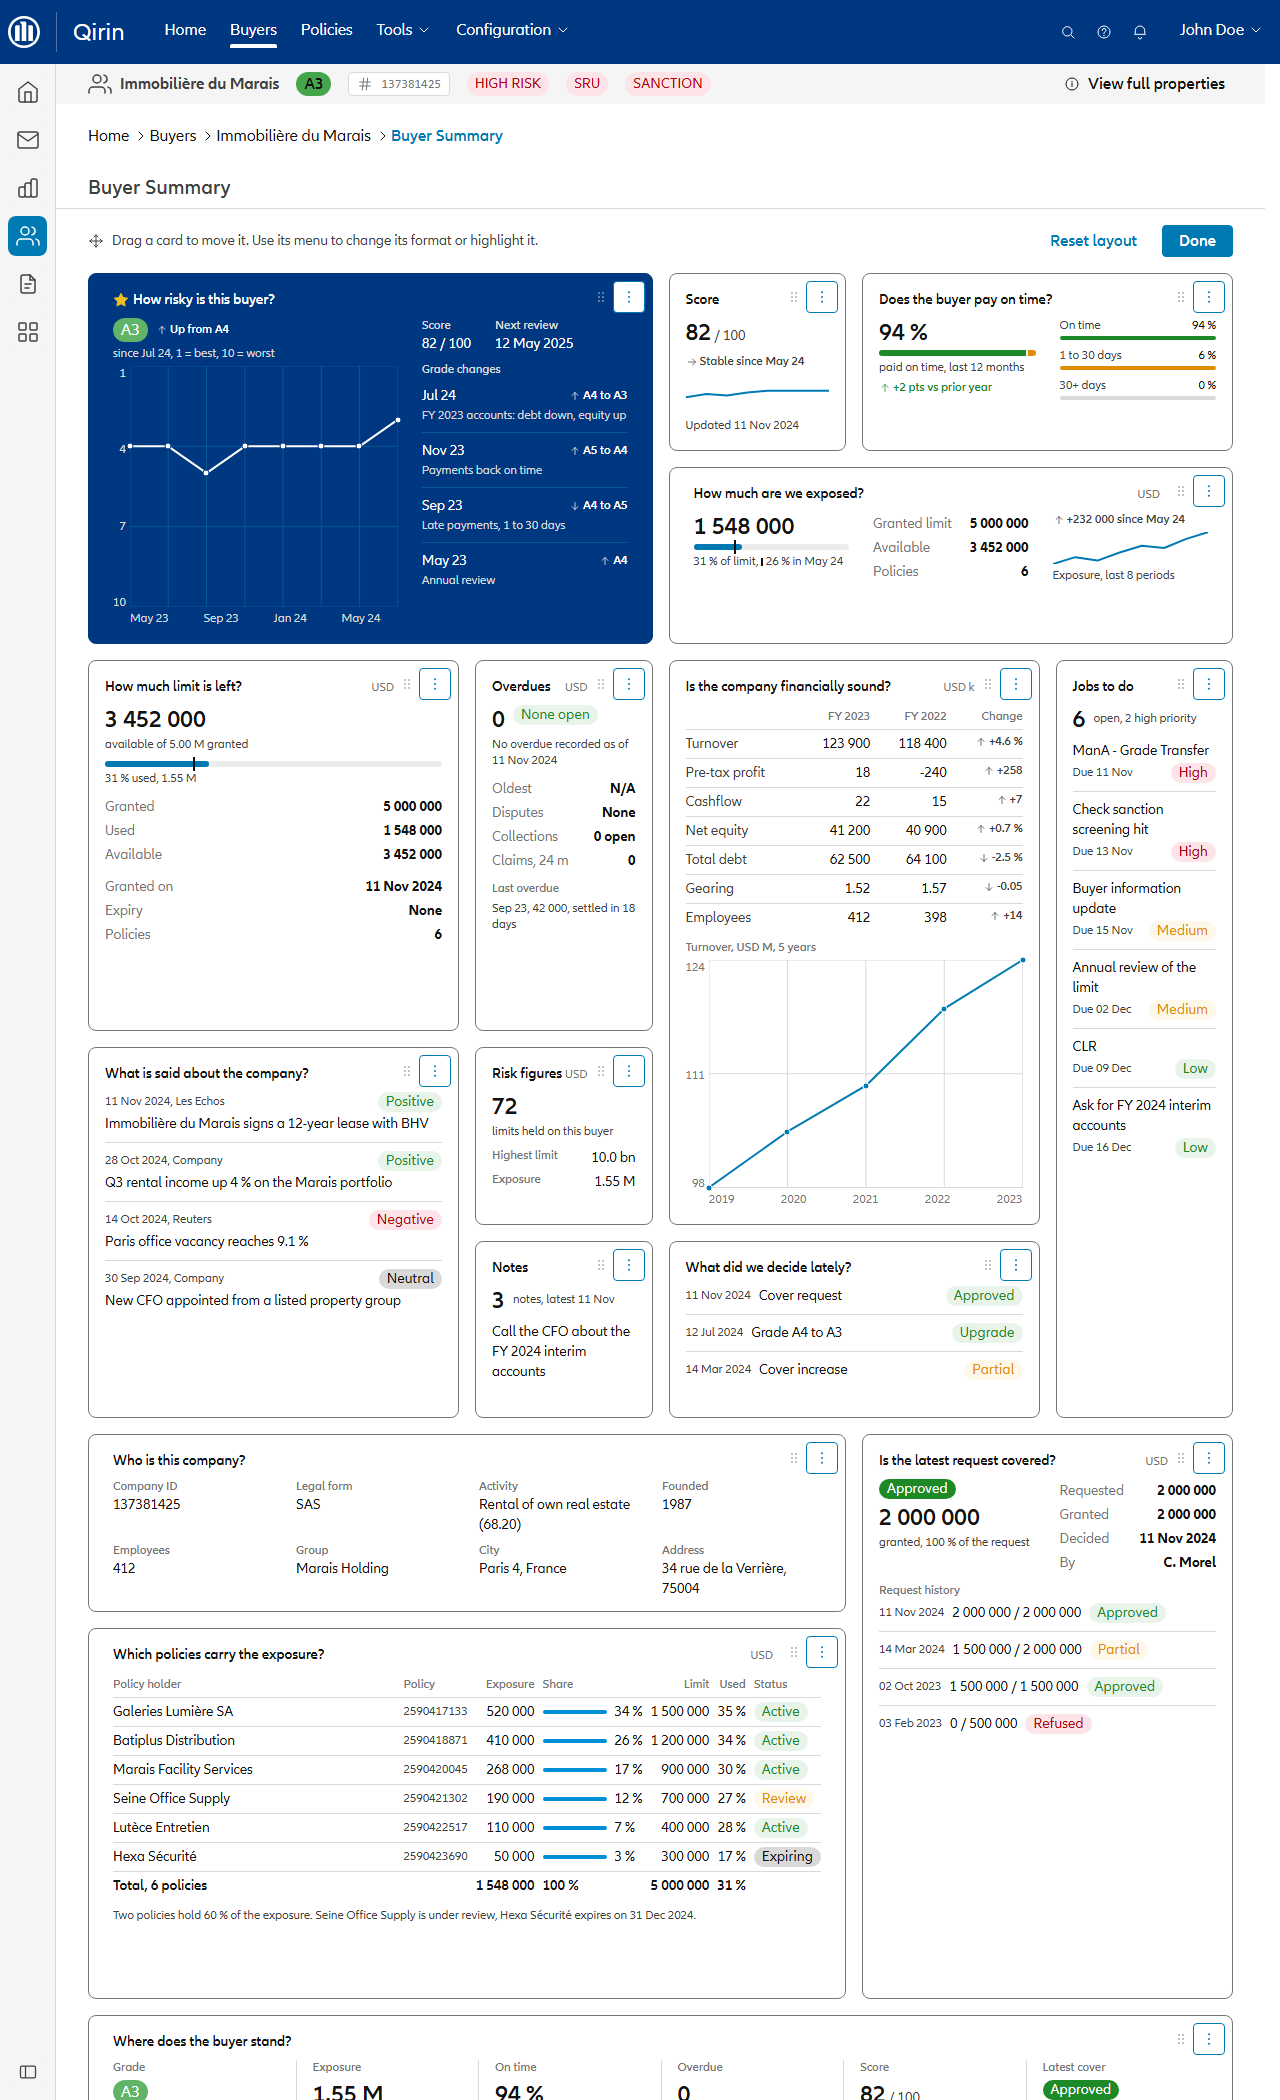 Qirin
Home
Buyers
Policies
Tools
Configuration
John Doe
Immobilière du Marais
A3
# 137381425
HIGH RISK
SRU
SANCTION
View full properties
Home > Buyers > Immobilière du Marais > Buyer Summary
Buyer Summary
Drag a card to move it. Use its menu to change its format or highlight it.
Reset layout
Done
How risky is this buyer?
A3 ↑ Up from A4
since Jul 24, 1 = best, 10 = worst
1
4
7
10
May 23 Sep 23 Jan 24 May 24
Score
82 / 100
Next review
12 May 2025
Grade changes
Jul 24 ↑ A4 to A3
FY 2023 accounts: debt down, equity up
Nov 23 ↑ A5 to A4
Payments back on time
Sep 23 ↓ A4 to A5
Late payments, 1 to 30 days
May 23 ↑ A4
Annual review
Score
82 / 100
→ Stable since May 24
Updated 11 Nov 2024
Does the buyer pay on time?
94 %
paid on time, last 12 months
↑ +2 pts vs prior year
On time 94 %
1 to 30 days 6 %
30+ days 0 %
How much are we exposed? USD
1 548 000
31 % of limit, 26 % in May 24
Granted limit 5 000 000
Available 3 452 000
Policies 6
↑ +232 000 since May 24
Exposure, last 8 periods
How much limit is left? USD
3 452 000
available of 5.00 M granted
31 % used, 1.55 M
Granted 5 000 000
Used 1 548 000
Available 3 452 000
Granted on 11 Nov 2024
Expiry None
Policies 6
Overdues USD
0 None open
No overdue recorded as of
11 Nov 2024
Oldest N/A
Disputes None
Collections 0 open
Claims, 24 m 0
Last overdue
Sep 23, 42 000, settled in 18
days
Is the company financially sound? USD k
FY 2023 FY 2022 Change
Turnover 123 900 118 400 ↑ +4.6 %
Pre-tax profit 18 -240 ↑ +258
Cashflow 22 15 ↑ +7
Net equity 41 200 40 900 ↑ +0.7 %
Total debt 62 500 64 100 ↓ -2.5 %
Gearing 1.52 1.57 ↓ -0.05
Employees 412 398 ↑ +14
Turnover, USD M, 5 years
124
111
98
2019 2020 2021 2022 2023
Jobs to do
6 open, 2 high priority
ManA - Grade Transfer
Due 11 Nov High
Check sanction
screening hit
Due 13 Nov High
Buyer information
update
Due 15 Nov Medium
Annual review of the
limit
Due 02 Dec Medium
CLR
Due 09 Dec Low
Ask for FY 2024 interim
accounts
Due 16 Dec Low
What is said about the company?
11 Nov 2024, Les Echos Positive
Immobilière du Marais signs a 12-year lease with BHV
28 Oct 2024, Company Positive
Q3 rental income up 4 % on the Marais portfolio
14 Oct 2024, Reuters Negative
Paris office vacancy reaches 9.1 %
30 Sep 2024, Company Neutral
New CFO appointed from a listed property group
Risk figures USD
72
limits held on this buyer
Highest limit 10.0 bn
Exposure 1.55 M
Notes
3 notes, latest 11 Nov
Call the CFO about the
FY 2024 interim
accounts
What did we decide lately?
11 Nov 2024 Cover request Approved
12 Jul 2024 Grade A4 to A3 Upgrade
14 Mar 2024 Cover increase Partial
Who is this company?
Company ID Legal form Activity Founded
137381425 SAS Rental of own real estate 1987
(68.20)
Employees Group City Address
412 Marais Holding Paris 4, France 34 rue de la Verrière,
75004
Is the latest request covered? USD
Approved
2 000 000
granted, 100 % of the request
Requested 2 000 000
Granted 2 000 000
Decided 11 Nov 2024
By C. Morel
Request history
11 Nov 2024 2 000 000 / 2 000 000 Approved
14 Mar 2024 1 500 000 / 2 000 000 Partial
02 Oct 2023 1 500 000 / 1 500 000 Approved
03 Feb 2023 0 / 500 000 Refused
Which policies carry the exposure? USD
Policy holder Policy Exposure Share Limit Used Status
Galeries Lumière SA 2590417133 520 000 34 % 1 500 000 35 % Active
Batiplus Distribution 2590418871 410 000 26 % 1 200 000 34 % Active
Marais Facility Services 2590420045 268 000 17 % 900 000 30 % Active
Seine Office Supply 2590421302 190 000 12 % 700 000 27 % Review
Lutèce Entretien 2590422517 110 000 7 % 400 000 28 % Active
Hexa Sécurité 2590423690 50 000 3 % 300 000 17 % Expiring
Total, 6 policies 1 548 000 100 % 5 000 000 31 %
Two policies hold 60 % of the exposure. Seine Office Supply is under review, Hexa Sécurité expires on 31 Dec 2024.
Where does the buyer stand?
Grade Exposure On time Overdue Score Latest cover
A3 1.55 M 94 % 0 82 / 100 Approved